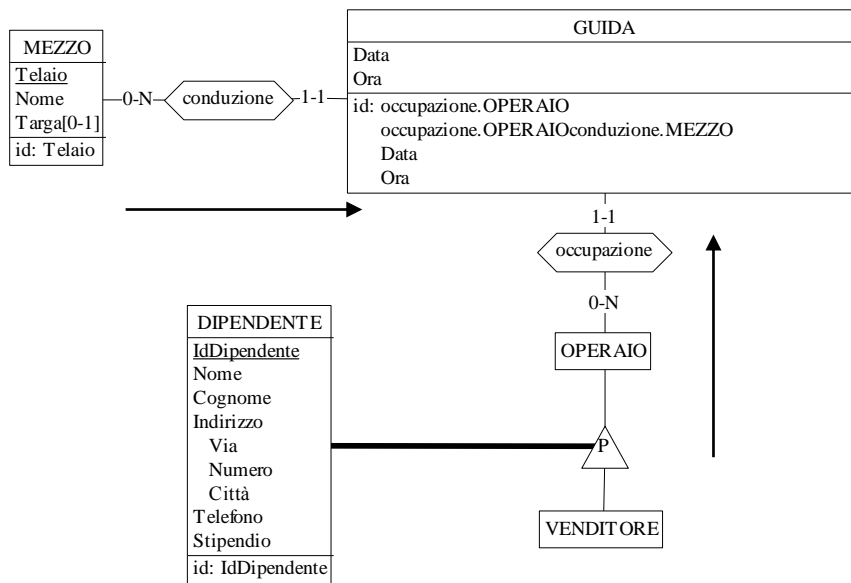 MEZZO
Telaio
Nome
Targa[0-1]
id: Telaio
0-N
conduzione
1-1
GUIDA
Data
Ora
id: occupazione.OPERAIO
occupazione.OPERAIOconduzione.MEZZO
Data
Ora
1-1
occupazione
0-N
OPERAIO
P
VENDITORE
DIPENDENTE
IdDipendente
Nome
Cognome
Indirizzo
Via
Numero
Città
Telefono
Stipendio
id: IdDipendente